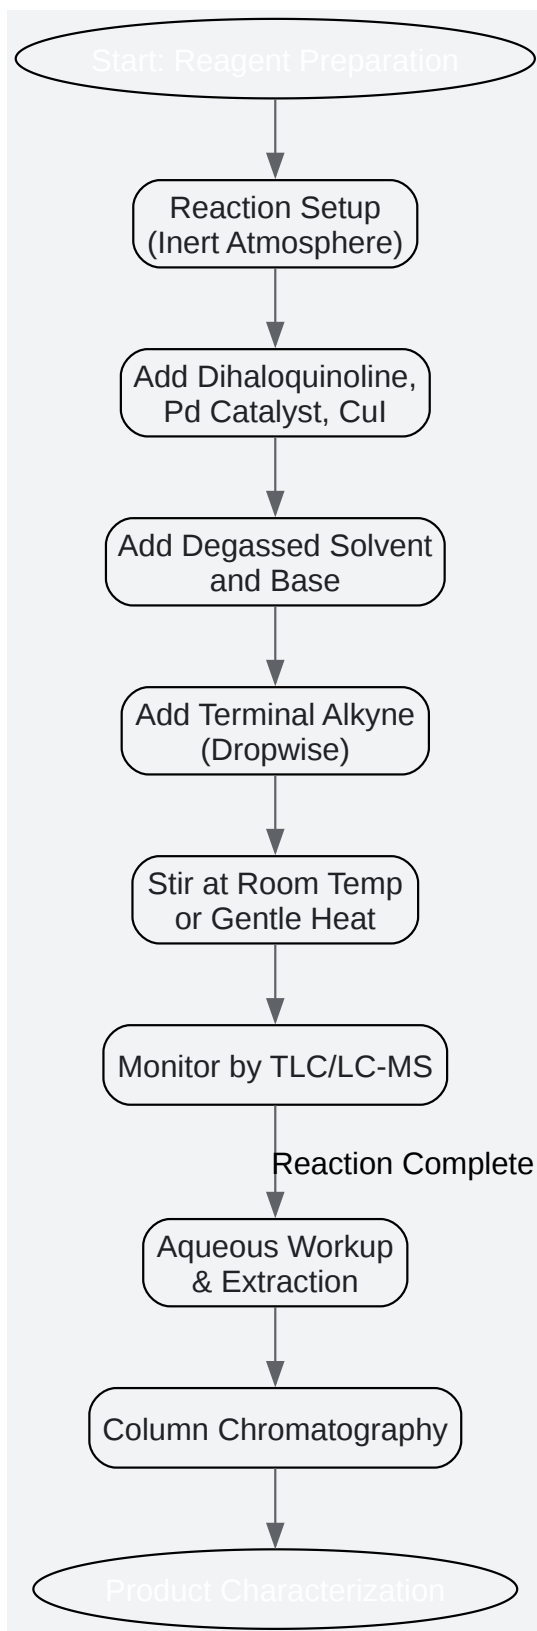 Start: Reagent Preparation
Reaction Setup
(Inert Atmosphere)
Add Dihaloquinoline,
Pd Catalyst, CuI
Add Degassed Solvent
and Base
Add Terminal Alkyne
(Dropwise)
Stir at Room Temp
or Gentle Heat
Monitor by TLC/LC-MS
Reaction Complete
Aqueous Workup
& Extraction
Column Chromatography
Product Characterization